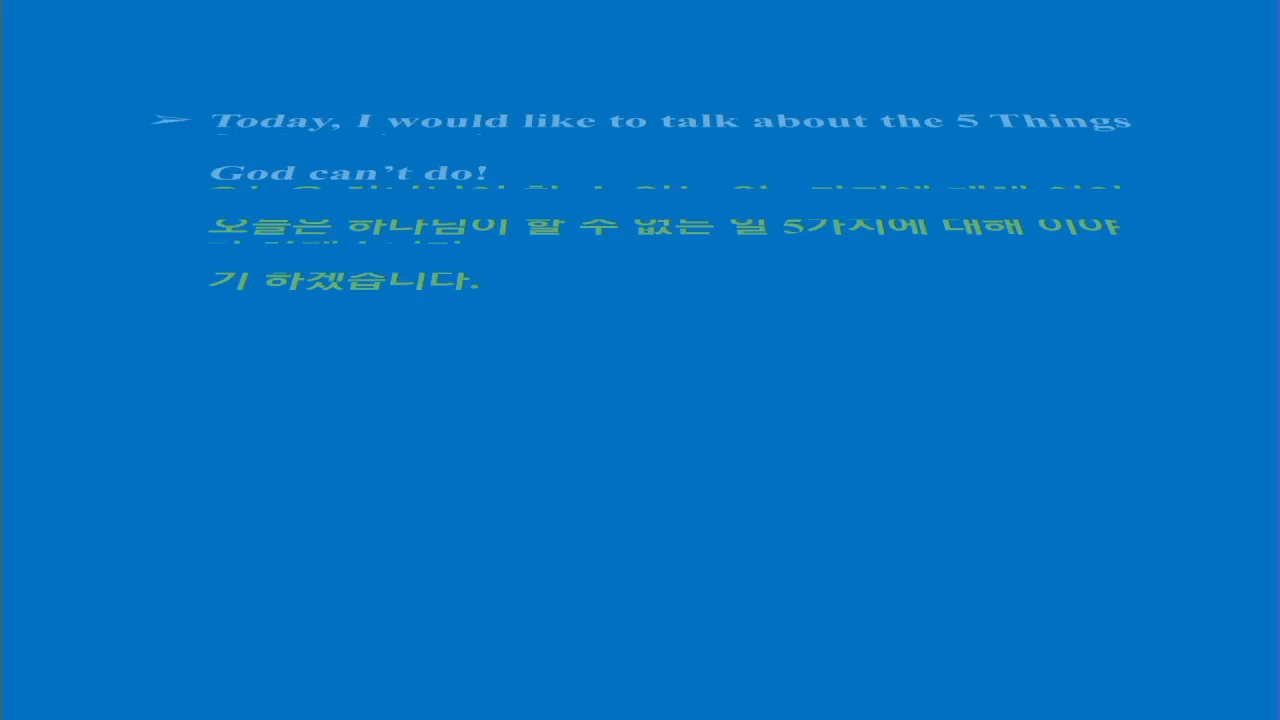 ➢ Today, I would like to talk about the 5 Things
God can't do!
오늘은 하나님이 할 수 없는 일 5가지에 대해 이야
기 하겠습니다.